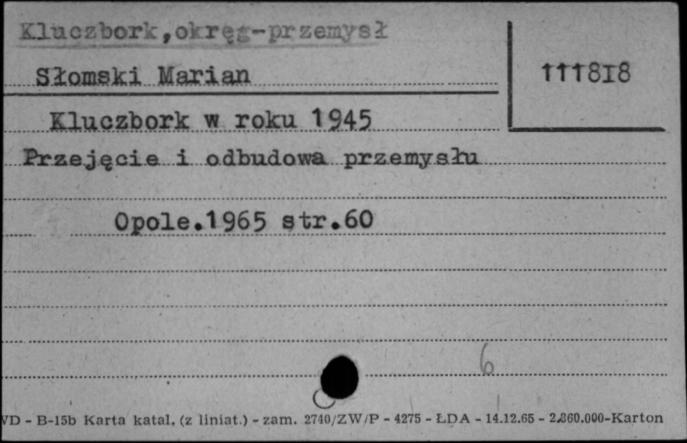 Kluczbork,okręg-przemysł
Słomski Marian
111818
Kluczbork w roku 1945
Przejęcie i odbudowa przemysłu
Opole.1965 str.60
6
VD - B-15b Karta katal. (z liniat.) - zam. 2740/ZW/P - 4275 - ŁDA - 14.12.65 - 2.860.000-Karton